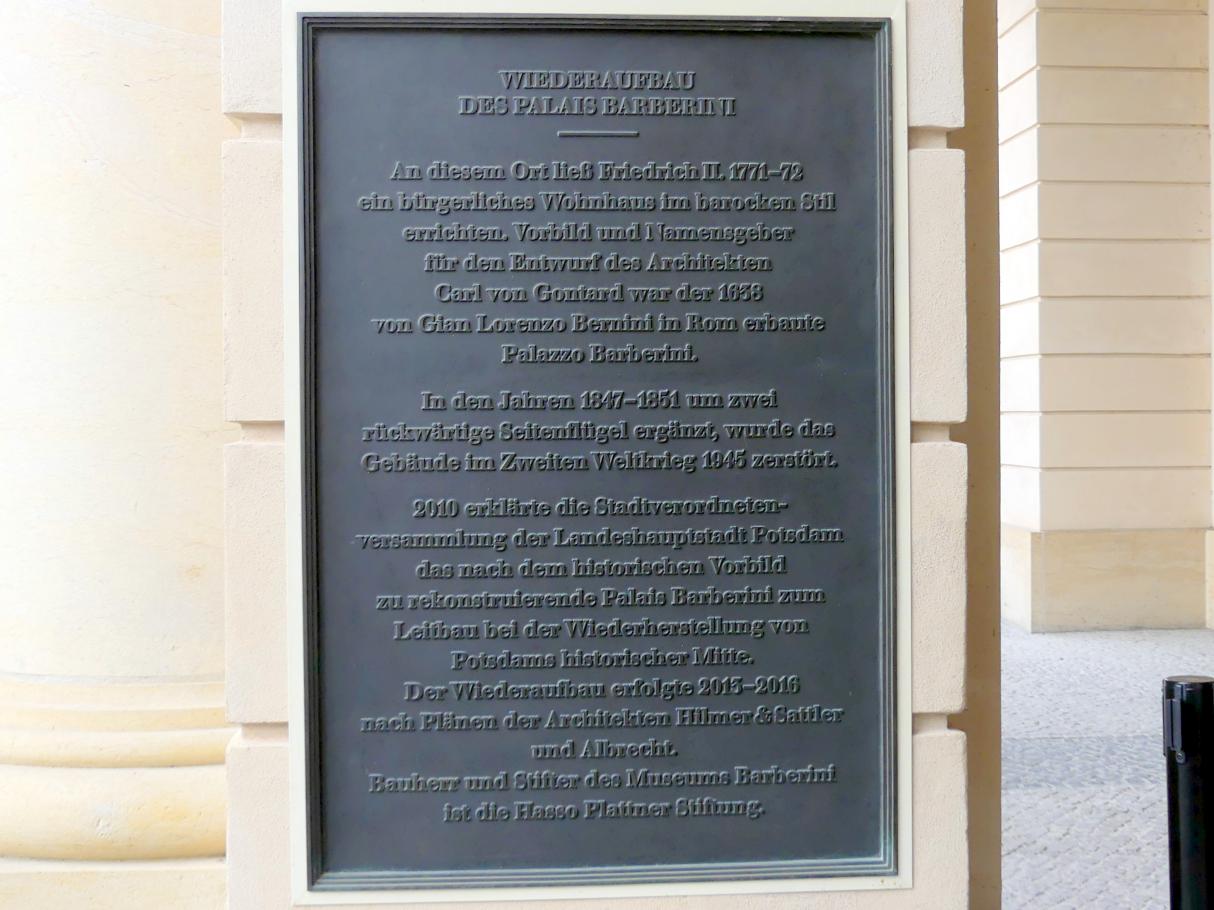 WIEDERAUFBAU
DES PALAIS BARBERINI
An diesem Ort ließ Friedrich II. 1771–72
ein bürgerliches Wohnhaus im barocken Stil
errichten. Vorbild und Namensgeber
für den Entwurf des Architekten
Carl von Gontard war der 1638
von Gian Lorenzo Bernini in Rom erbaute
Palazzo Barberini.
In den Jahren 1847–1851 um zwei
rückwärtige Seitenflügel ergänzt, wurde das
Gebäude im Zweiten Weltkrieg 1945 zerstört.
2010 erklärte die Stadtverordneten-
versammlung der Landeshauptstadt Potsdam
das nach dem historischen Vorbild
zu rekonstruierende Palais Barberini zum
Leitbau bei der Wiederherstellung von
Potsdams historischer Mitte.
Der Wiederaufbau erfolgte 2013–2016
nach Plänen der Architekten Hilmer & Sattler
und Albrecht.
Bauherr und Stifter des Museums Barberini
ist die Hasso Plattner Stiftung.